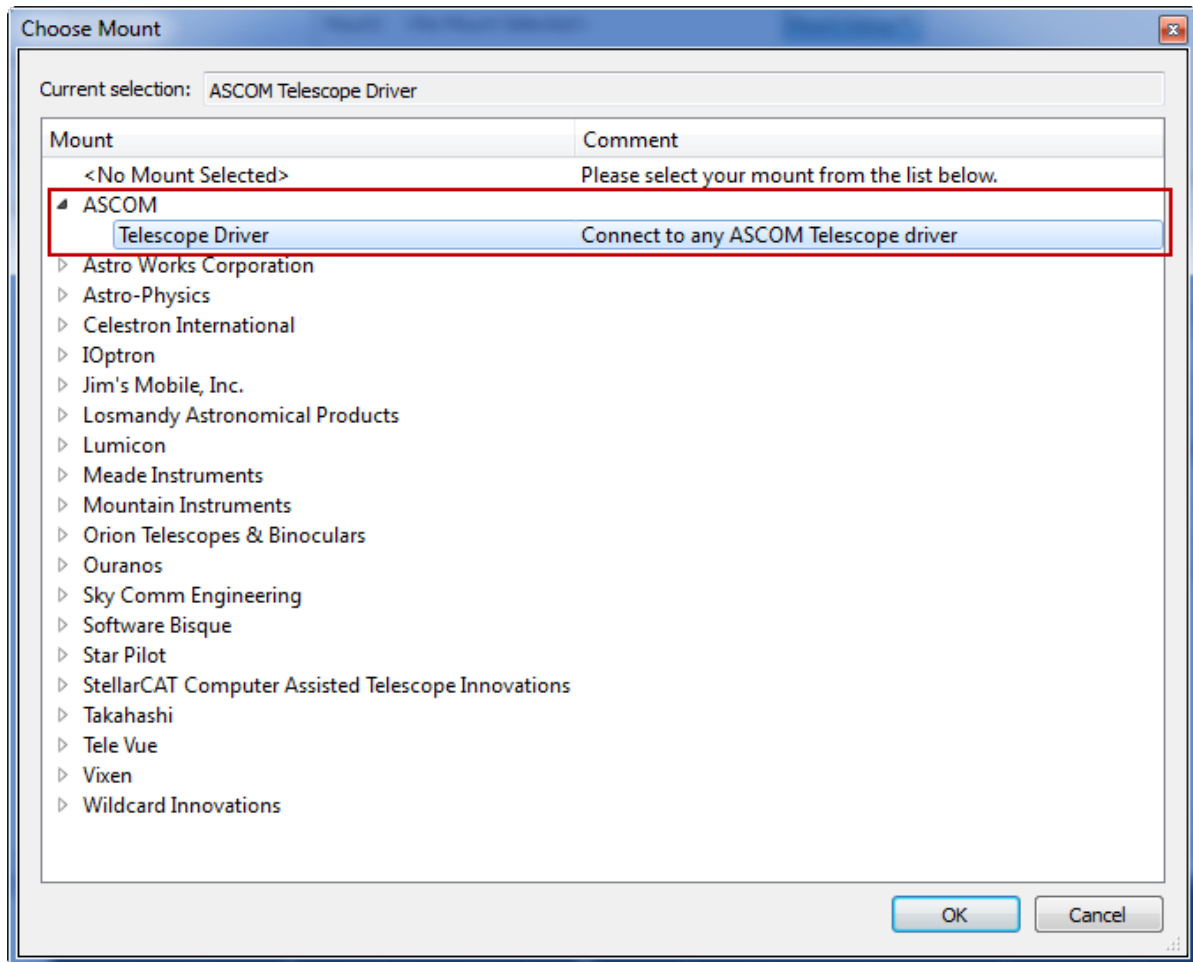 Choose Mount
Current selection: ASCOM Telescope Driver
Mount Comment
<No Mount Selected> Please select your mount from the list below.
ASCOM
Telescope Driver Connect to any ASCOM Telescope driver
Astro Works Corporation
Astro-Physics
Celestron International
IOptron
Jim's Mobile, Inc.
Losmandy Astronomical Products
Lumicon
Meade Instruments
Mountain Instruments
Orion Telescopes & Binoculars
Ouranos
Sky Comm Engineering
Software Bisque
Star Pilot
StellarCAT Computer Assisted Telescope Innovations
Takahashi
Tele Vue
Vixen
Wildcard Innovations
OK Cancel